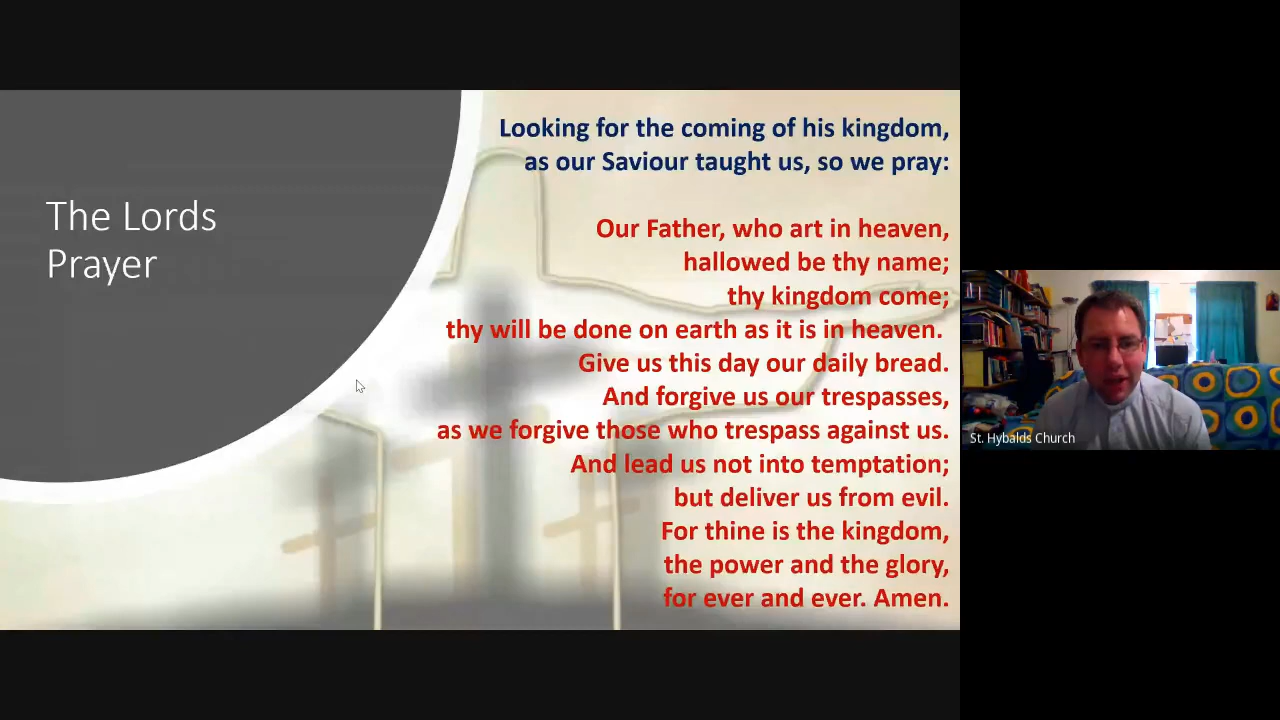 The Lords
Prayer
Looking for the coming of his kingdom,
as our Saviour taught us, so we pray:
Our Father, who art in heaven,
hallowed be thy name;
thy kingdom come;
thy will be done on earth as it is in heaven.
Give us this day our daily bread.
And forgive us our trespasses,
as we forgive those who trespass against us.
And lead us not into temptation;
but deliver us from evil.
For thine is the kingdom,
the power and the glory,
for ever and ever. Amen.
St. Hybalds Church